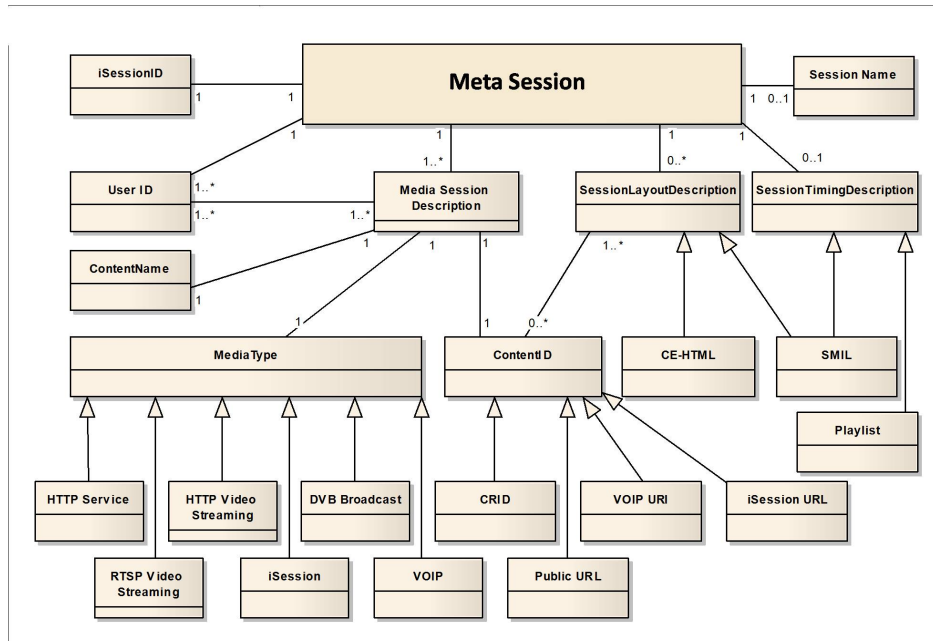 Meta Session
iSessionID
Session Name
1
1
1
0..1
1
1
1
1
1..*
0..*
0..1
1..*
User ID
Media Session
Description
SessionLayoutDescription
SessionTimingDescription
1..*
1..*
1
1
1
1..*
ContentName
1
1
1
0..*
MediaType
ContentID
CE-HTML
SMIL
Playlist
HTTP Service
HTTP Video
Streaming
DVB Broadcast
CRID
VOIP URI
iSession URL
RTSP Video
Streaming
iSession
VOIP
Public URL